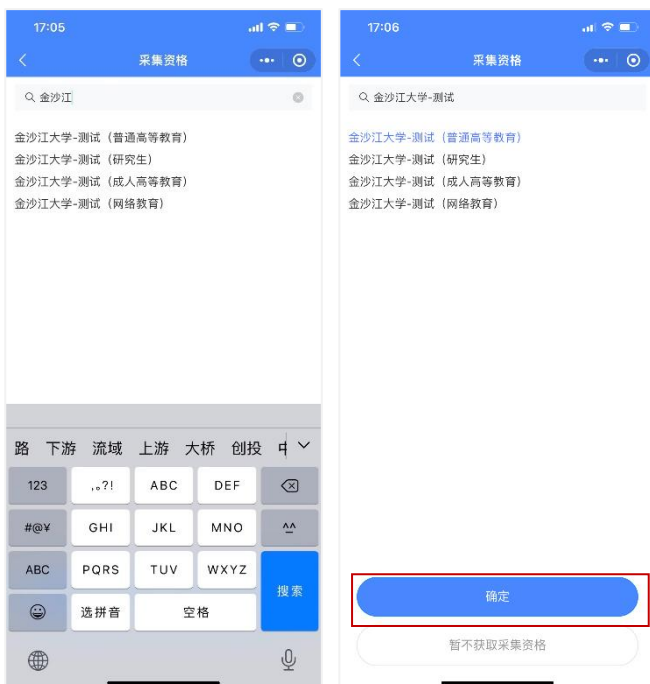 17:05
采集资格
金沙江
金沙江大学-测试（普通高等教育）
金沙江大学-测试（研究生）
金沙江大学-测试（成人高等教育）
金沙江大学-测试（网络教育）
路 下游 流域 上游 大桥 创投
123 ,。?! ABC DEF
#@¥ GHI JKL MNO ^^
ABC PQRS TUV WXYZ
搜索
选拼音 空格
17:06
采集资格
金沙江大学-测试
金沙江大学-测试（普通高等教育）
金沙江大学-测试（研究生）
金沙江大学-测试（成人高等教育）
金沙江大学-测试（网络教育）
确定
暂不获取采集资格